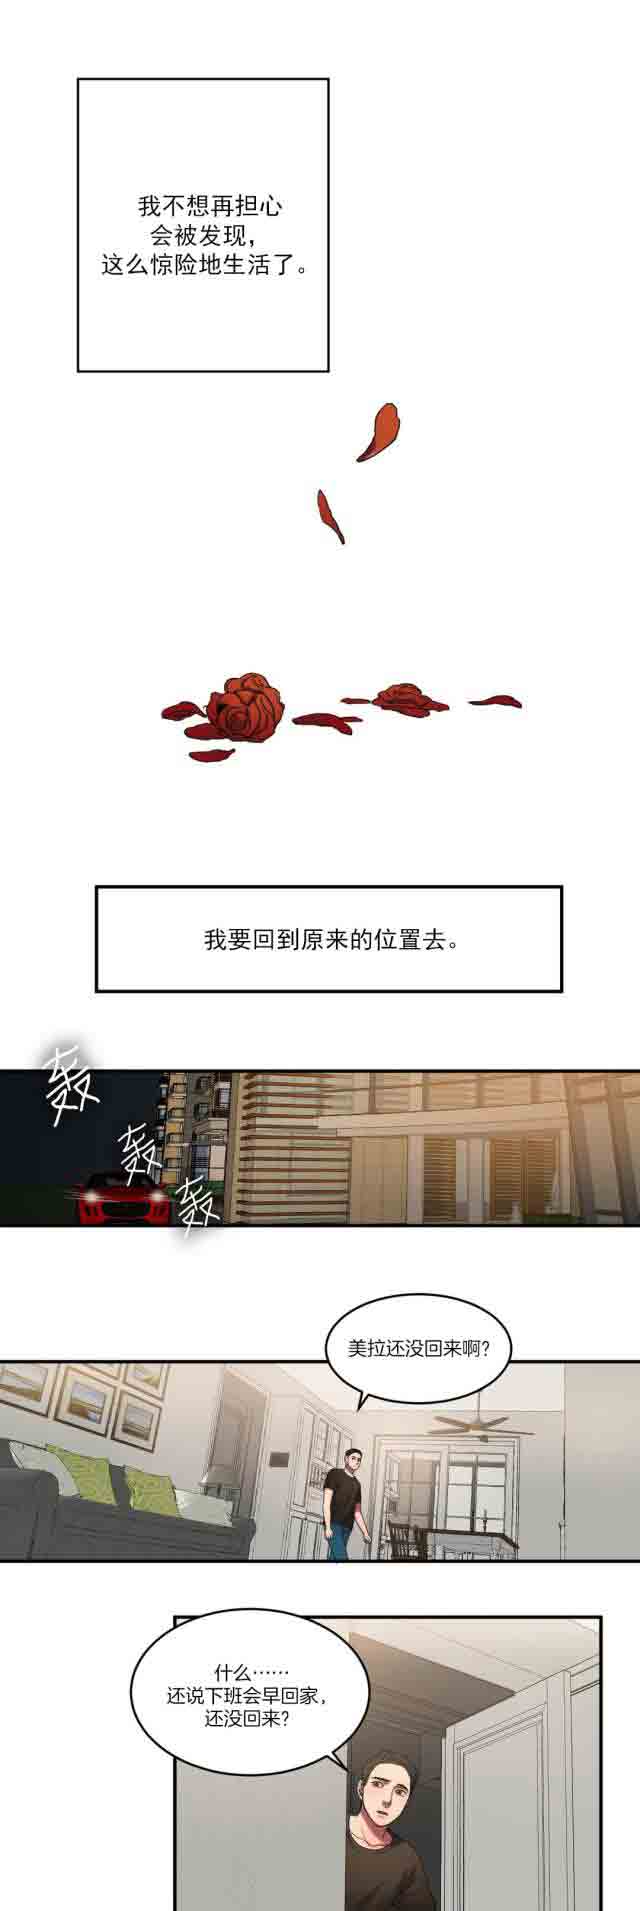 我不想再担心
会被发现，
这么惊险地生活了。
我要回到原来的位置去。
轰
轰
轰
美拉还没回来啊？
什么……
还说下班会早回家，
还没回来？